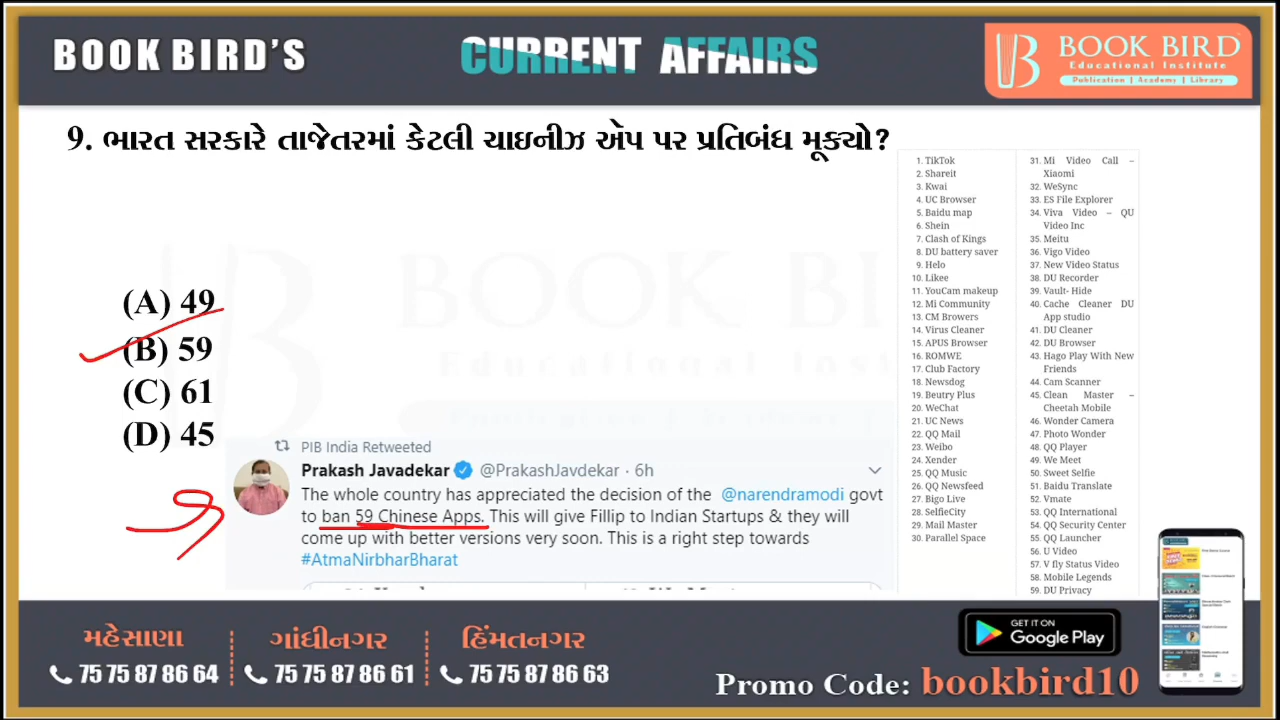 BOOK BIRD'S
CURRENT AFFAIRS
BOOK BIRD
Educational Institute
Publication | Academy | Library
9. ભારત સરકારે તાજેતરમાં કેટલી ચાઇનીઝ એપ પર પ્રતિબંધ મૂક્યો?
(A) 49
(B) 59
(C) 61
(D) 45
PIB India Retweeted
Prakash Javadekar @PrakashJavdekar · 6h
The whole country has appreciated the decision of the @narendramodi govt
to ban 59 Chinese Apps. This will give Fillip to Indian Startups & they will
come up with better versions very soon. This is a right step towards
#AtmaNirbharBharat
1. TikTok
2. Shareit
3. Kwai
4. UC Browser
5. Baidu map
6. Shein
7. Clash of Kings
8. DU battery saver
9. Helo
10. Likee
11. YouCam makeup
12. Mi Community
13. CM Browers
14. Virus Cleaner
15. APUS Browser
16. ROMWE
17. Club Factory
18. Newsdog
19. Beutry Plus
20. WeChat
21. UC News
22. QQ Mail
23. Weibo
24. Xender
25. QQ Music
26. QQ Newsfeed
27. Bigo Live
28. SelfieCity
29. Mail Master
30. Parallel Space
31. Mi Video Call –
Xiaomi
32. WeSync
33. ES File Explorer
34. Viva Video – QU
Video Inc
35. Meitu
36. Vigo Video
37. New Video Status
38. DU Recorder
39. Vault- Hide
40. Cache Cleaner DU
App studio
41. DU Cleaner
42. DU Browser
43. Hago Play With New
Friends
44. Cam Scanner
45. Clean Master –
Cheetah Mobile
46. Wonder Camera
47. Photo Wonder
48. QQ Player
49. We Meet
50. Sweet Selfie
51. Baidu Translate
52. Vmate
53. QQ International
54. QQ Security Center
55. QQ Launcher
56. U Video
57. V fly Status Video
58. Mobile Legends
59. DU Privacy
મહેસાણા
75 75 87 86 64
ગાંધીનગર
75 75 87 86 61
હિંમતનગર
75 75 87 86 63
GET IT ON
Google Play
Promo Code: bookbird10